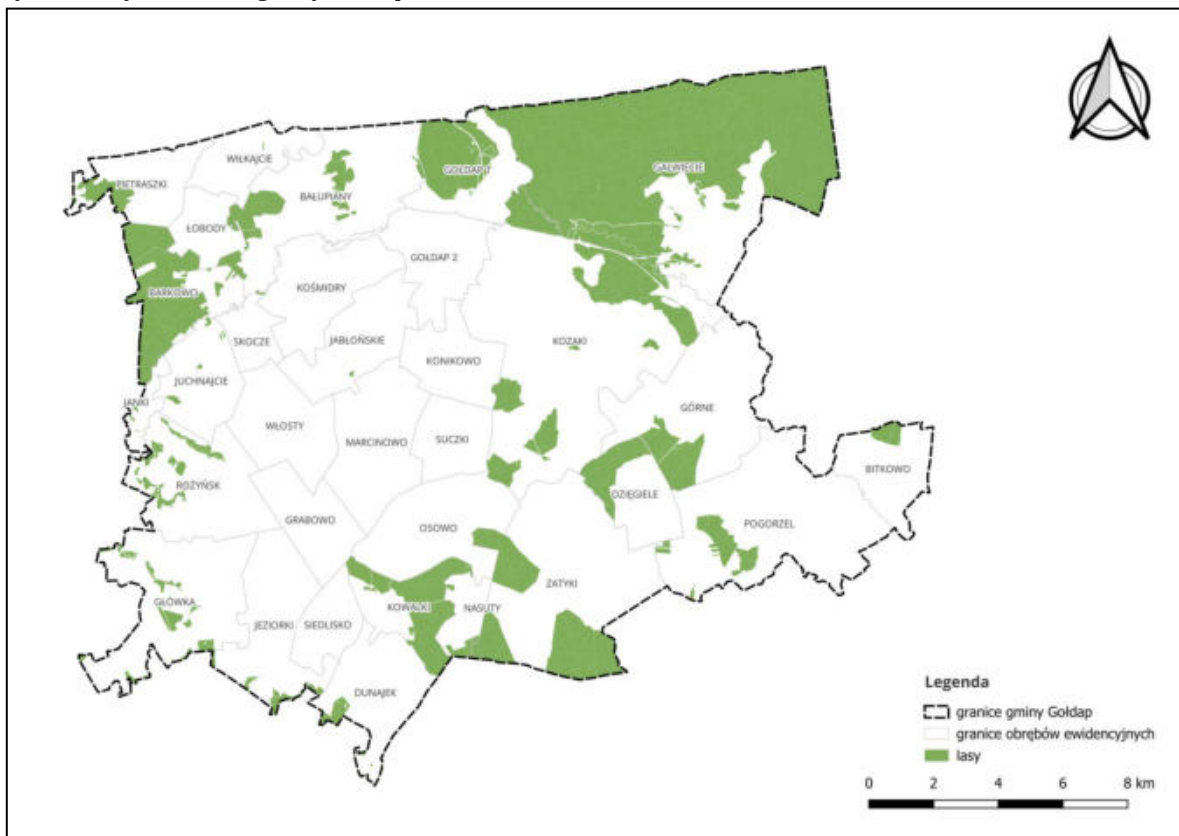 GOŁDAP 1
GALWIECIE
WIŁKAJCIE
PIETRASZKI
BAŁUPIANY
ŁOBODY
GOŁDAP 2
KOŚMIDRY
BARKOWO
SKOCZE
JABŁOŃSKIE
KOZAKI
KONIKOWO
JUCHNAJCIE
JANKI
GÓRNE
WŁOSTY
MARCINOWO
SUCZKI
BITKOWO
ROŻYŃSK
DZIĘGIELE
GRABOWO
OSOWO
POGORZEL
ZATYKI
GŁÓWKA
KOWALKI
NASUTY
JEZIORKI
SIEDLISKO
DUNAJEK
Legenda
granice gminy Gołdap
granice obrębów ewidencyjnych
lasy
0 2 4 6 8 km